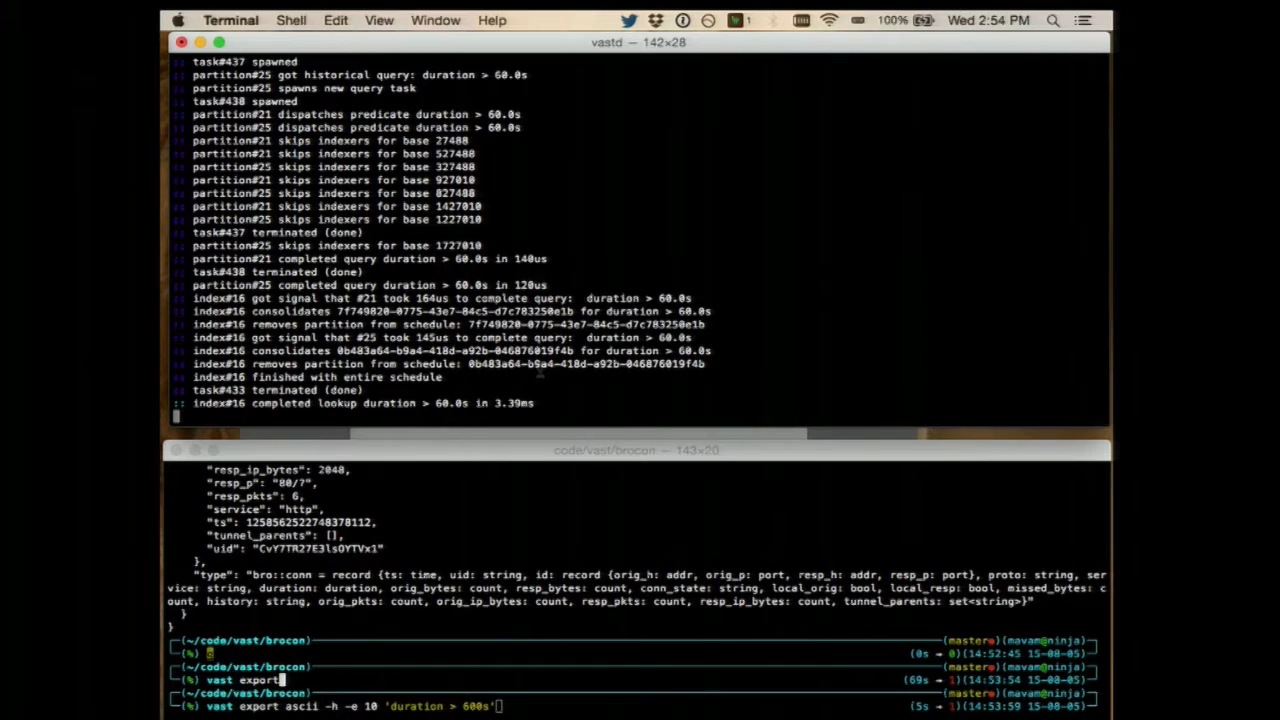 Terminal Shell Edit View Window Help 1 100% Wed 2:54 PM
vastd — 142×28
:: task#437 spawned
:: partition#25 got historical query: duration > 60.0s
:: partition#25 spawns new query task
:: task#438 spawned
:: partition#21 dispatches predicate duration > 60.0s
:: partition#25 dispatches predicate duration > 60.0s
:: partition#21 skips indexers for base 27488
:: partition#21 skips indexers for base 527488
:: partition#25 skips indexers for base 327488
:: partition#21 skips indexers for base 927010
:: partition#25 skips indexers for base 827488
:: partition#21 skips indexers for base 1427010
:: partition#25 skips indexers for base 1227010
:: task#437 terminated (done)
:: partition#25 skips indexers for base 1727010
:: partition#21 completed query duration > 60.0s in 140us
:: task#438 terminated (done)
:: partition#25 completed query duration > 60.0s in 120us
:: index#16 got signal that #21 took 164us to complete query:  duration > 60.0s
:: index#16 consolidates 7f749820-0775-43e7-84c5-d7c783250e1b for duration > 60.0s
:: index#16 removes partition from schedule: 7f749820-0775-43e7-84c5-d7c783250e1b
:: index#16 got signal that #25 took 145us to complete query:  duration > 60.0s
:: index#16 consolidates 0b483a64-b9a4-418d-a92b-046876019f4b for duration > 60.0s
:: index#16 removes partition from schedule: 0b483a64-b9a4-418d-a92b-046876019f4b
:: index#16 finished with entire schedule
:: task#433 terminated (done)
:: index#16 completed lookup duration > 60.0s in 3.39ms
code/vast/brocon — 143×20
"resp_ip_bytes": 2048,
"resp_p": "80/?",
"resp_pkts": 6,
"service": "http",
"ts": 1258562522748378112,
"tunnel_parents": [],
"uid": "CvY7TR27E3lsOYTVx1"
},
"type": "bro::conn = record {ts: time, uid: string, id: record {orig_h: addr, orig_p: port, resp_h: addr, resp_p: port}, proto: string, ser
vice: string, duration: duration, orig_bytes: count, resp_bytes: count, conn_state: string, local_orig: bool, local_resp: bool, missed_bytes: c
ount, history: string, orig_pkts: count, orig_ip_bytes: count, resp_pkts: count, resp_ip_bytes: count, tunnel_parents: set<string>}"
}
}
(~/code/vast/brocon) (master●)(mavam@ninja)
(%) (0s → 0)(14:52:45 15-08-05)
(~/code/vast/brocon) (master●)(mavam@ninja)
(%) vast export (69s → 1)(14:53:54 15-08-05)
(~/code/vast/brocon) (master●)(mavam@ninja)
(%) vast export ascii -h -e 10 'duration > 600s' (5s → 1)(14:53:59 15-08-05)